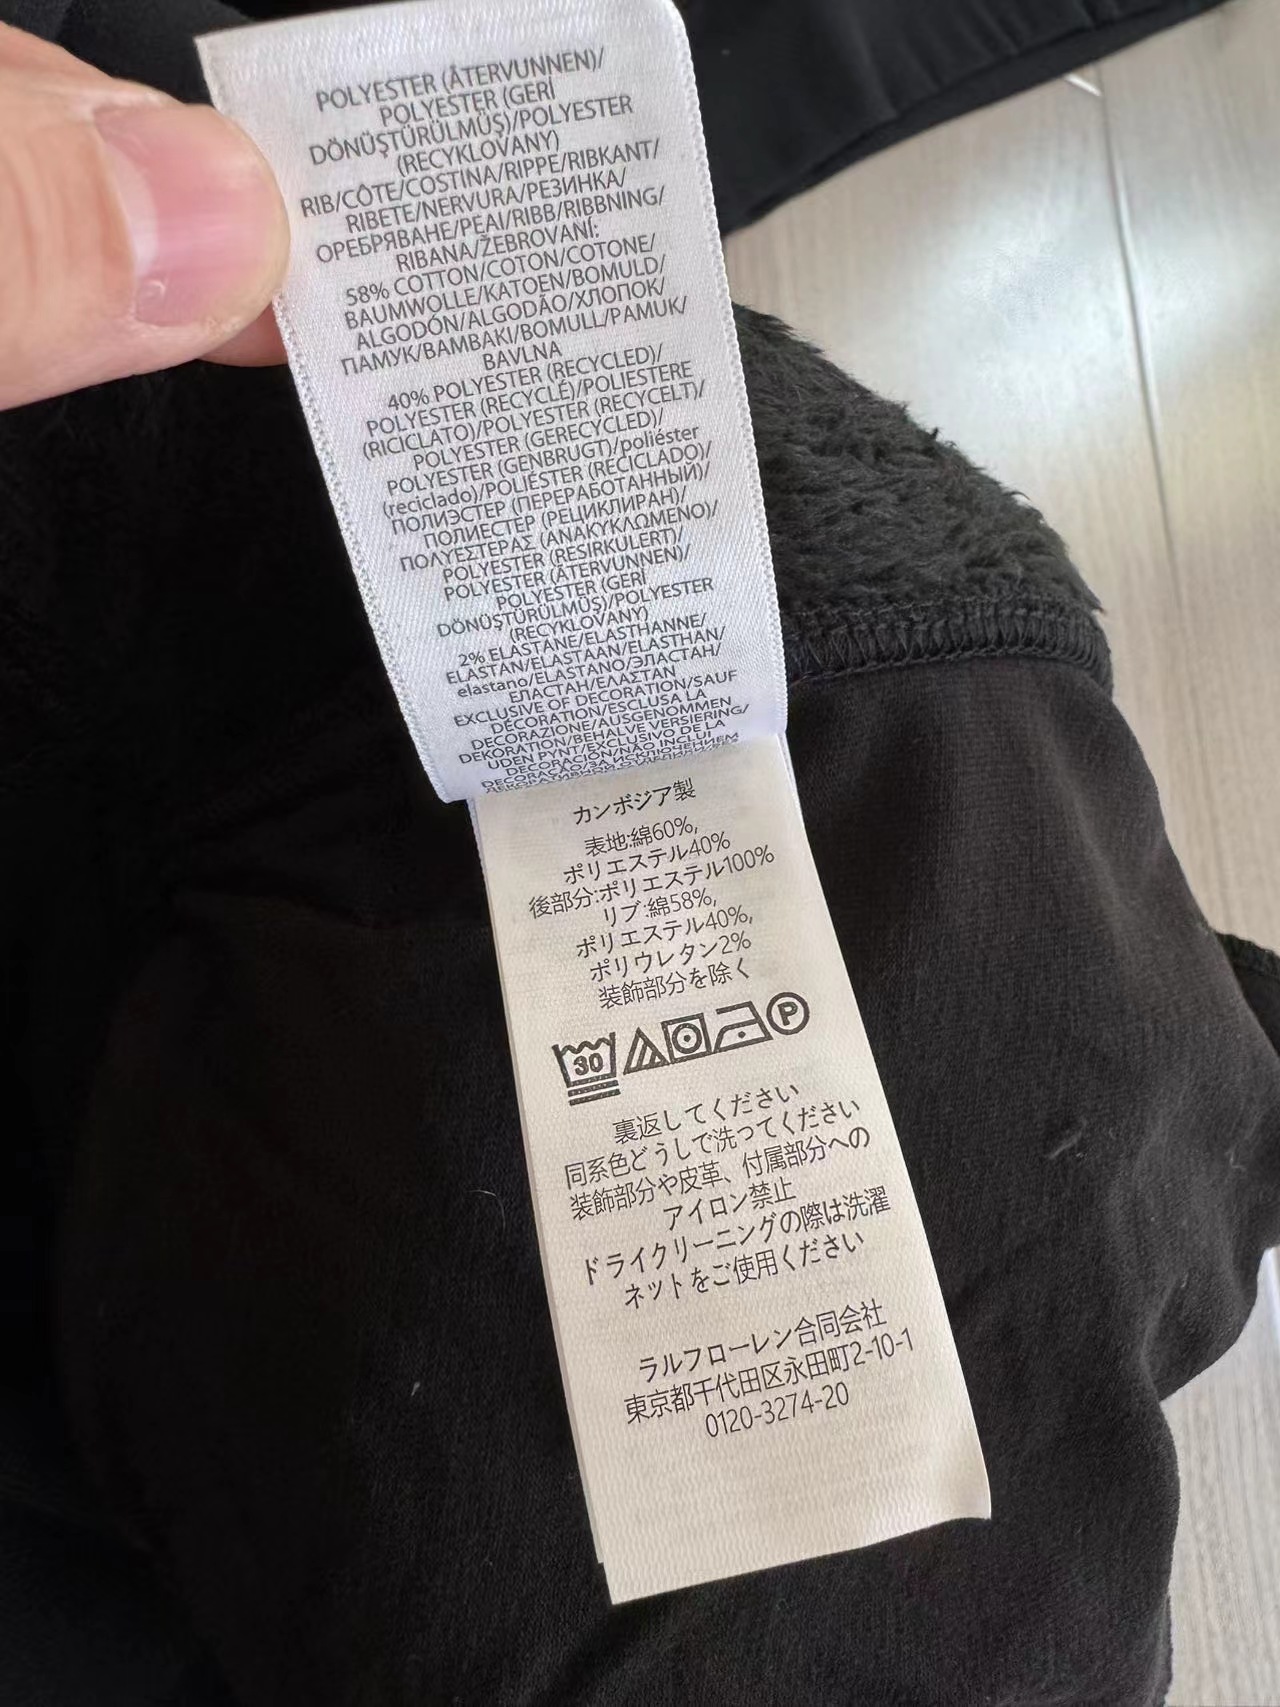 POLYESTER (ÅTERVUNNEN)/
POLYESTER (GERİ
DÖNÜŞTÜRÜLMÜŞ)/POLYESTER
(RECYKLOVANY)
RIB/CÔTE/COSTINA/RIPPE/RIBKANT/
RIBETE/NERVURA/РЕЗИНКА/
ОРЕБРЯВАНЕ/ΡΕΑΙ/RIBB/RIBBNING/
RIBANA/ŽEBROVANÍ:
58% COTTON/COTON/COTONE/
BAUMWOLLE/KATOEN/BOMULD/
ALGODÓN/ALGODÃO/ХЛОПОК/
ПАМУК/BAMBAKI/BOMULL/PAMUK/
BAVLNA
40% POLYESTER (RECYCLED)/
POLYESTER (RECYCLÉ)/POLIESTERE
(RICICLATO)/POLYESTER (RECYCELT)/
POLYESTER (GERECYCLED)/
POLYESTER (GENBRUGT)/poliéster
(reciclado)/POLIÉSTER (RECICLADO)/
ПОЛИЭСТЕР (ПЕРЕРАБОТАННЫЙ)/
ПОЛИЕСТЕР (РЕЦИКЛИРАН)/
ΠΟΛΥΕΣΤΕΡΑΣ (ΑΝΑΚΥΚΛΩΜΕΝΟ)/
POLYESTER (RESIRKULERT)/
POLYESTER (ÅTERVUNNEN)/
POLYESTER (GERİ
DÖNÜŞTÜRÜLMÜŞ)/POLYESTER
(RECYKLOVANY)
2% ELASTANE/ELASTHANNE/
ELASTAN/ELASTAAN/ELASTHAN/
elastano/ELASTANO/ЭЛАСТАН/
ЕЛАСТАН/ΕΛΑΣΤΑΝ
EXCLUSIVE OF DECORATION/SAUF
DÉCORATION/ESCLUSA LA
DECORAZIONE/AUSGENOMMEN
DEKORATION/BEHALVE VERSIERING/
UDEN PYNT/EXCLUSIVO DE LA
DECORACIÓN/NÃO INCLUI
DECORAÇÃO/ЗА ИСКЛЮЧЕНИЕМ
カンボジア製
表地:綿60%,
ポリエステル40%
後部分:ポリエステル100%
リブ:綿58%,
ポリエステル40%,
ポリウレタン2%
装飾部分を除く
30 P
裏返してください
同系色どうしで洗ってください
装飾部分や皮革、付属部分への
アイロン禁止
ドライクリーニングの際は洗濯
ネットをご使用ください
ラルフローレン合同会社
東京都千代田区永田町2-10-1
0120-3274-20